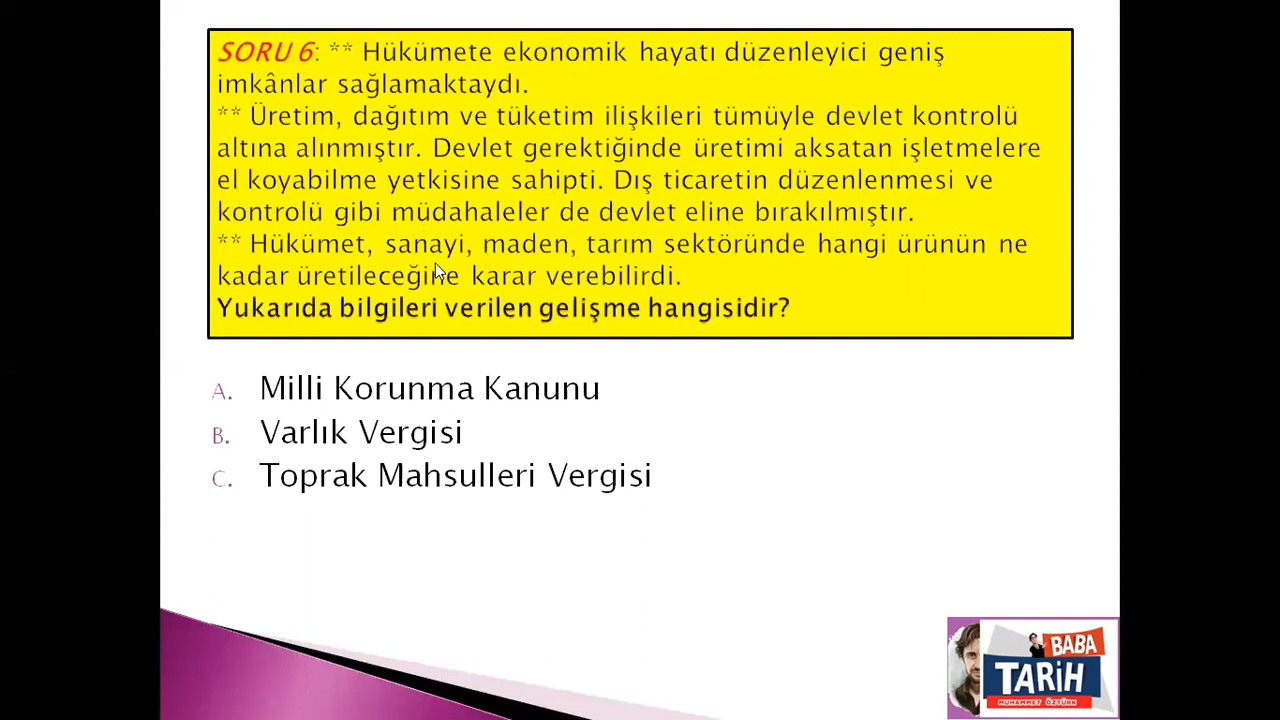 SORU 6: ** Hükümete ekonomik hayatı düzenleyici geniş
imkânlar sağlamaktaydı.
** Üretim, dağıtım ve tüketim ilişkileri tümüyle devlet kontrolü
altına alınmıştır. Devlet gerektiğinde üretimi aksatan işletmelere
el koyabilme yetkisine sahipti. Dış ticaretin düzenlenmesi ve
kontrolü gibi müdahaleler de devlet eline bırakılmıştır.
** Hükümet, sanayi, maden, tarım sektöründe hangi ürünün ne
kadar üretileceğine karar verebilirdi.
Yukarıda bilgileri verilen gelişme hangisidir?
A. Milli Korunma Kanunu
B. Varlık Vergisi
C. Toprak Mahsulleri Vergisi
BABA
TARİH
MUHAMMET ÖZTÜRK